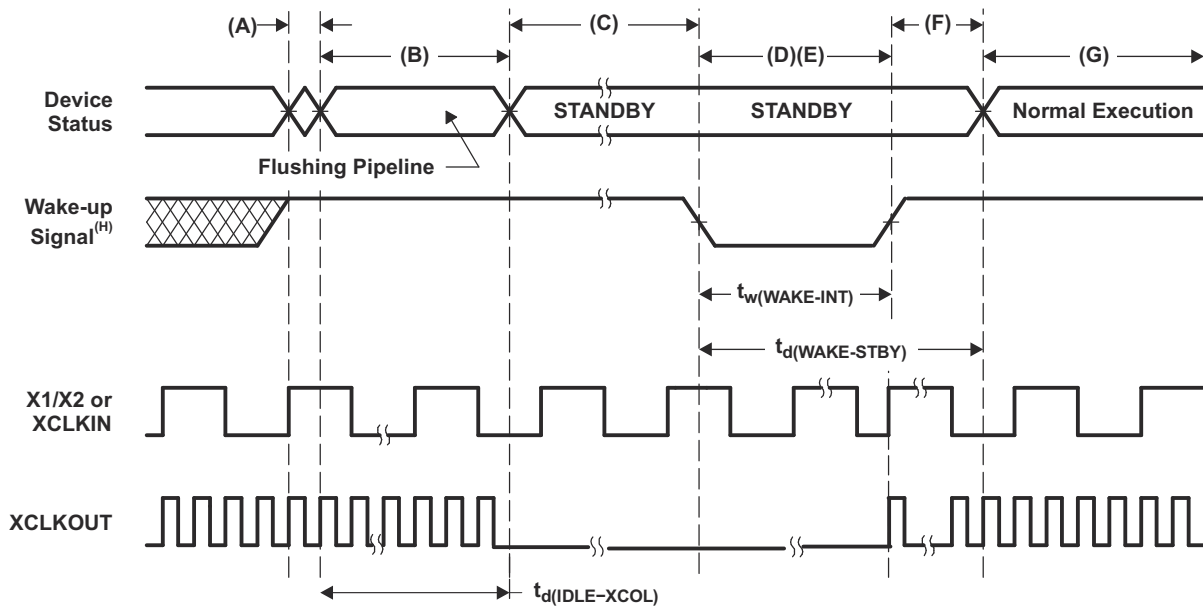 (A)
(C)
(F)
(B)
(D)(E)
(G)
Device
Status
STANDBY
STANDBY
Normal Execution
Flushing Pipeline
Wake-up
Signal(H)
tw(WAKE-INT)
td(WAKE-STBY)
X1/X2 or
XCLKIN
XCLKOUT
td(IDLE−XCOL)